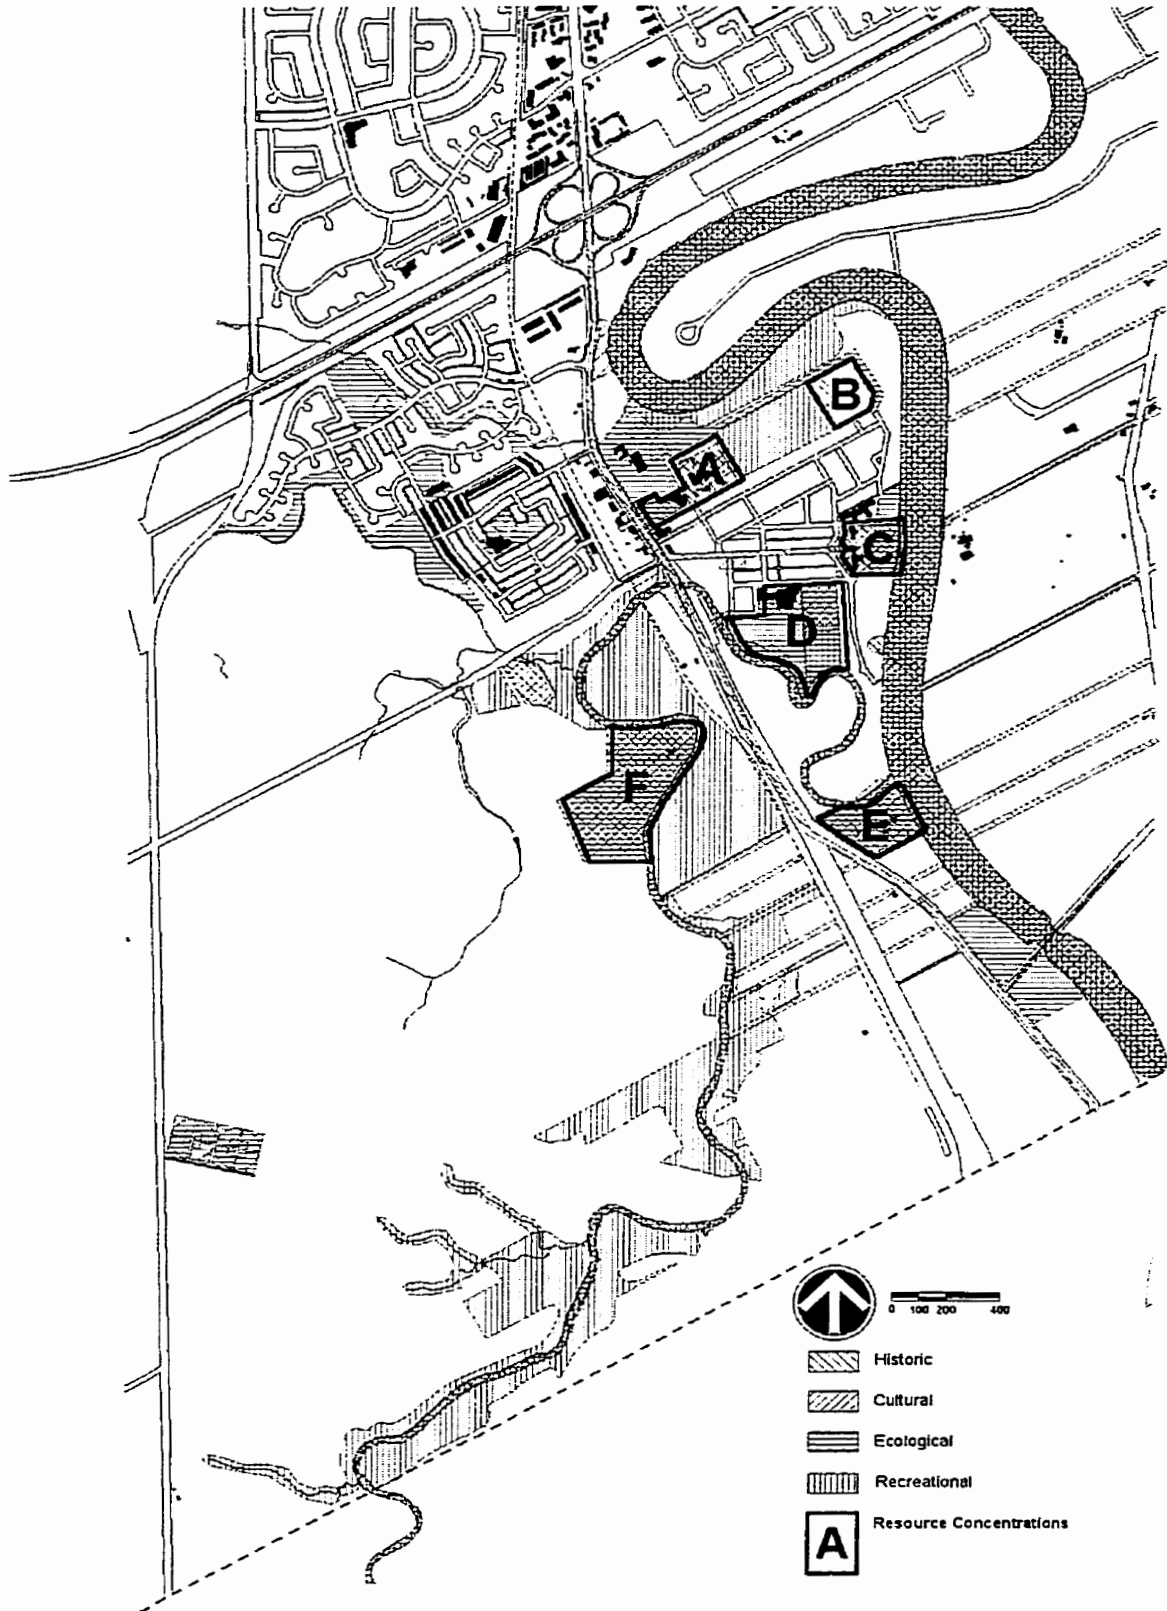 B
A
C
D
F
E
0 100 200 400
Historic
Cultural
Ecological
Recreational
A Resource Concentrations